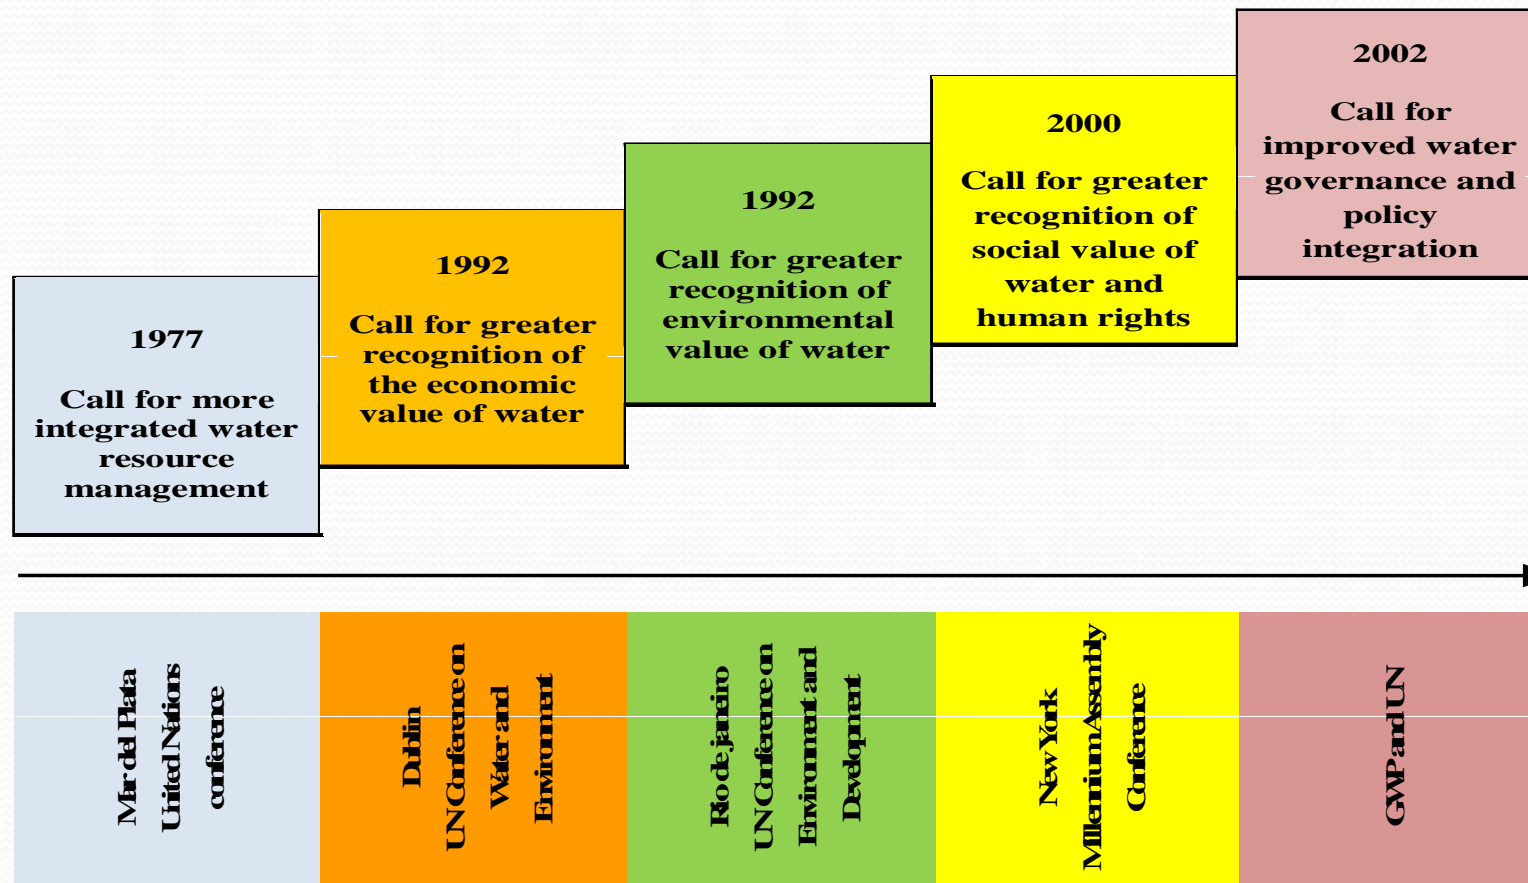 1977
Call for more
integrated water
resource
management
1992
Call for greater
recognition of
the economic
value of water
1992
Call for greater
recognition of
environmental
value of water
2000
Call for greater
recognition of
social value of
water and
human rights
2002
Call for
improved water
governance and
policy
integration
Mar del Plata
United Nations
conference
Dublin
UN Conference on
Water and
Environment
Rio de janeiro
UN Conference on
Environment and
Development
New York
Millennium Assembly
Conference
GWP and UN